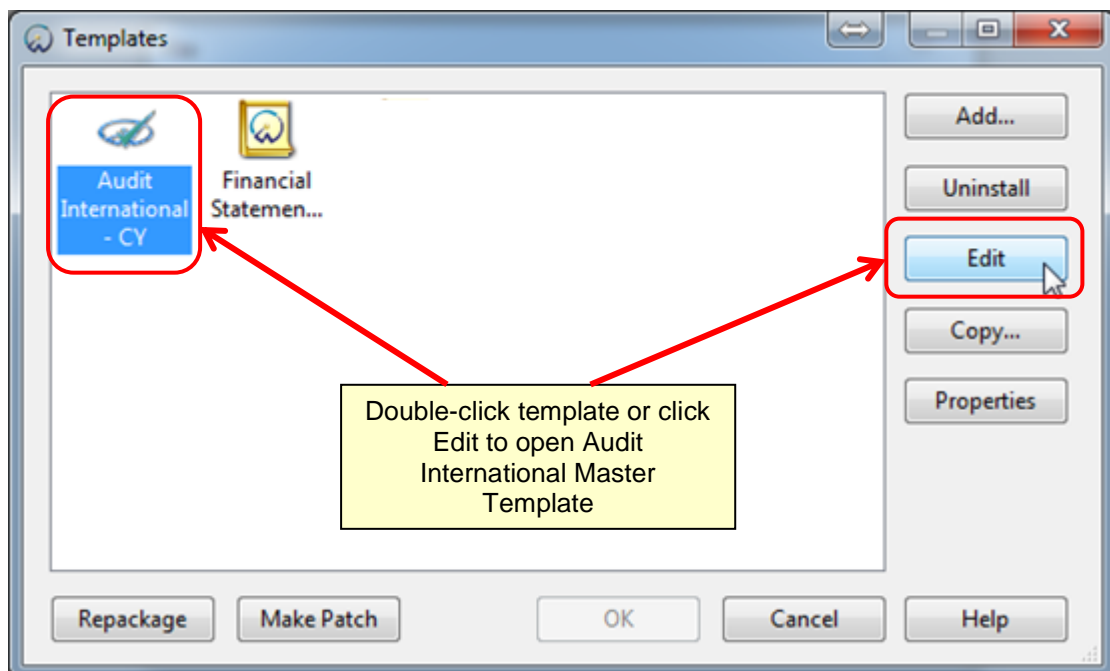 Templates
Audit
International
- CY
Financial
Statemen...
Add...
Uninstall
Edit
Copy...
Properties
Double-click template or click
Edit to open Audit
International Master
Template
Repackage
Make Patch
OK
Cancel
Help